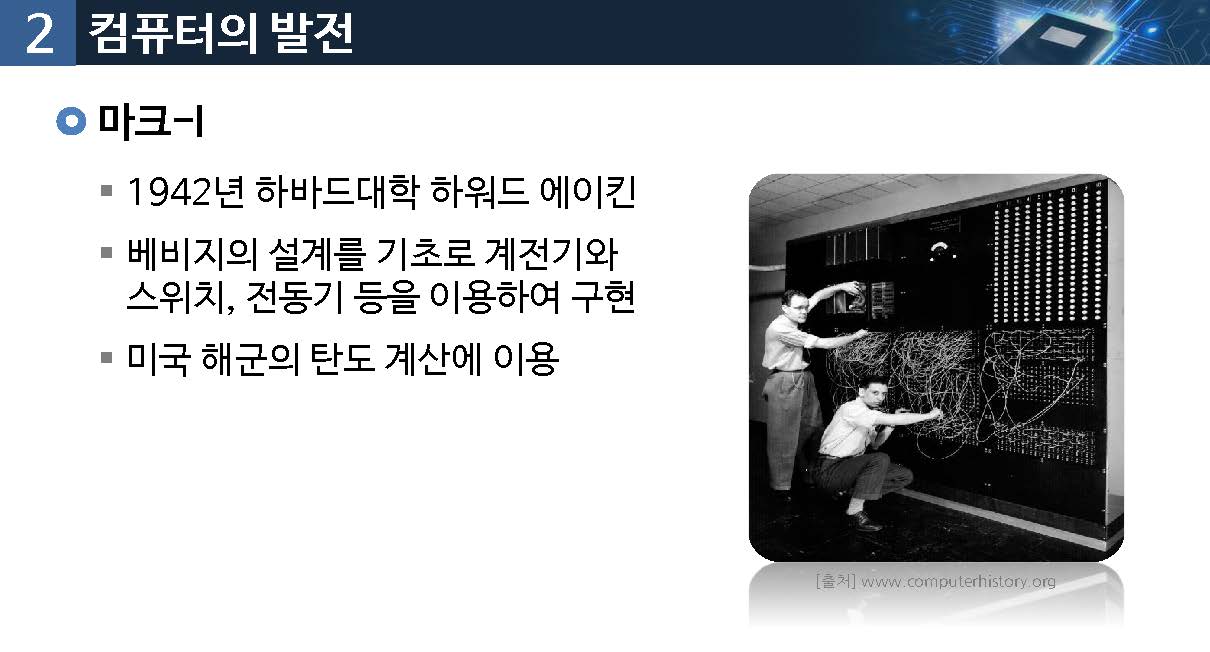 2 컴퓨터의 발전
마크-I
1942년 하바드대학 하워드 에이킨
베비지의 설계를 기초로 계전기와
스위치, 전동기 등을 이용하여 구현
미국 해군의 탄도 계산에 이용
[출처] www.computerhistory.org